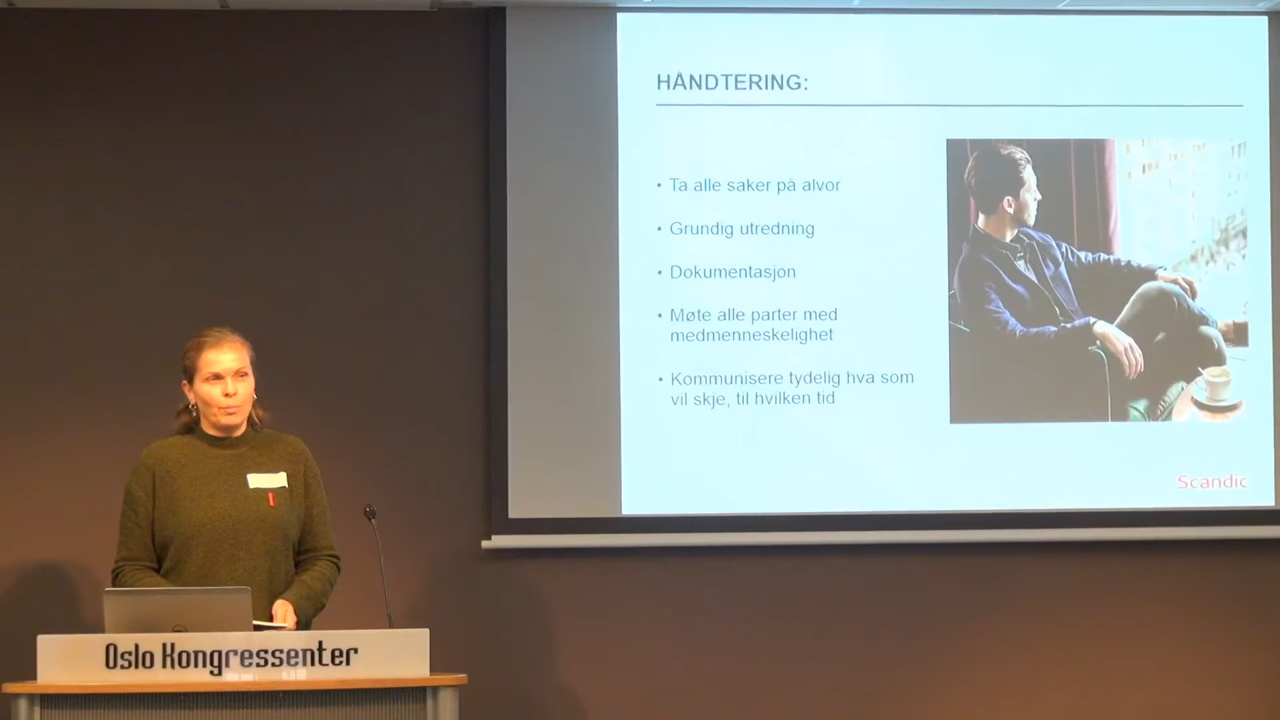 HÅNDTERING:
• Ta alle saker på alvor
• Grundig utredning
• Dokumentasjon
• Møte alle parter med
medmenneskelighet
• Kommunisere tydelig hva som
vil skje, til hvilken tid
Scandic
Oslo Kongressenter